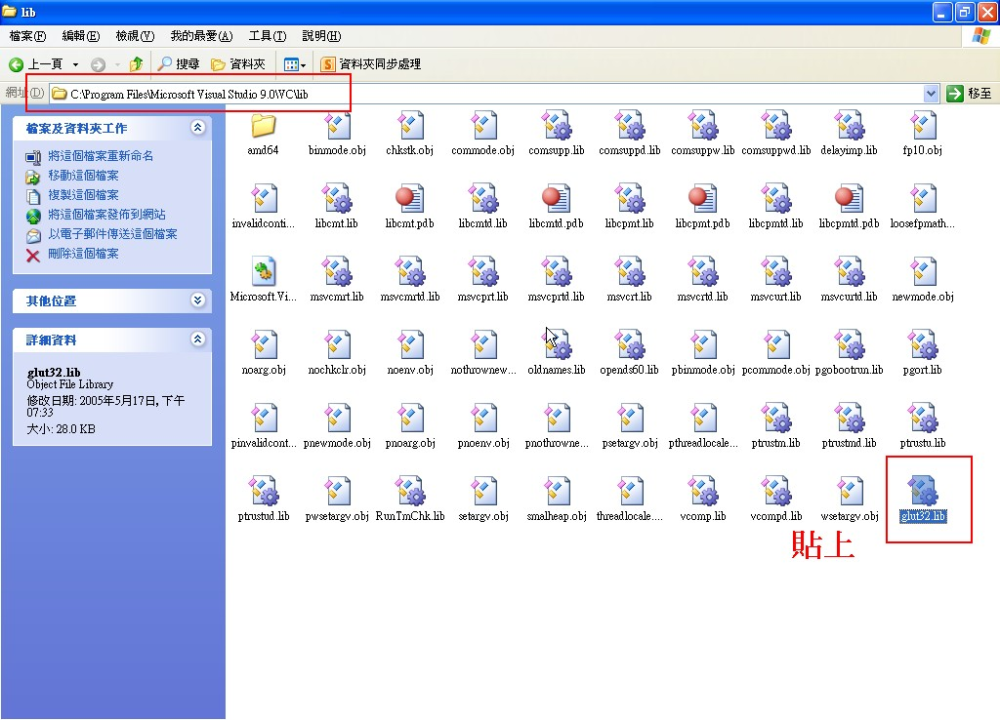 lib
檔案(F) 編輯(E) 檢視(V) 我的最愛(A) 工具(T) 說明(H)
上一頁 搜尋 資料夾 S 資料夾同步處理
網址(D) C:\Program Files\Microsoft Visual Studio 9.0\VC\lib 移至
檔案及資料夾工作
將這個檔案重新命名
移動這個檔案
複製這個檔案
將這個檔案發佈到網站
以電子郵件傳送這個檔案
刪除這個檔案
其他位置
詳細資料
glut32.lib
Object File Library
修改日期: 2005年5月17日, 下午
07:33
大小: 28.0 KB
amd64 binmode.obj chkstk.obj commode.obj comsupp.lib comsuppd.lib comsuppw.lib comsuppwd.lib delayimp.lib fp10.obj
invalidconti... libcmt.lib libcmt.pdb libcmtd.lib libcmtd.pdb libcpmt.lib libcpmt.pdb libcpmtd.lib libcpmtd.pdb loosefpmath...
Microsoft.Vi... msvcmrt.lib msvcmrtd.lib msvcprt.lib msvcprtd.lib msvcrt.lib msvcrtd.lib msvcurt.lib msvcurtd.lib newmode.obj
noarg.obj nochkclr.obj noenv.obj nothrownew... oldnames.lib opends60.lib pbinmode.obj pcommode.obj pgobootrun.lib pgort.lib
pinvalidcont... pnewmode.obj pnoarg.obj pnoenv.obj pnothrowne... psetargv.obj pthreadlocale... ptrustm.lib ptrustmd.lib ptrustu.lib
ptrustud.lib pwsetargv.obj RunTmChk.lib setargv.obj smalheap.obj threadlocale.... vcomp.lib vcompd.lib wsetargv.obj glut32.lib
貼上